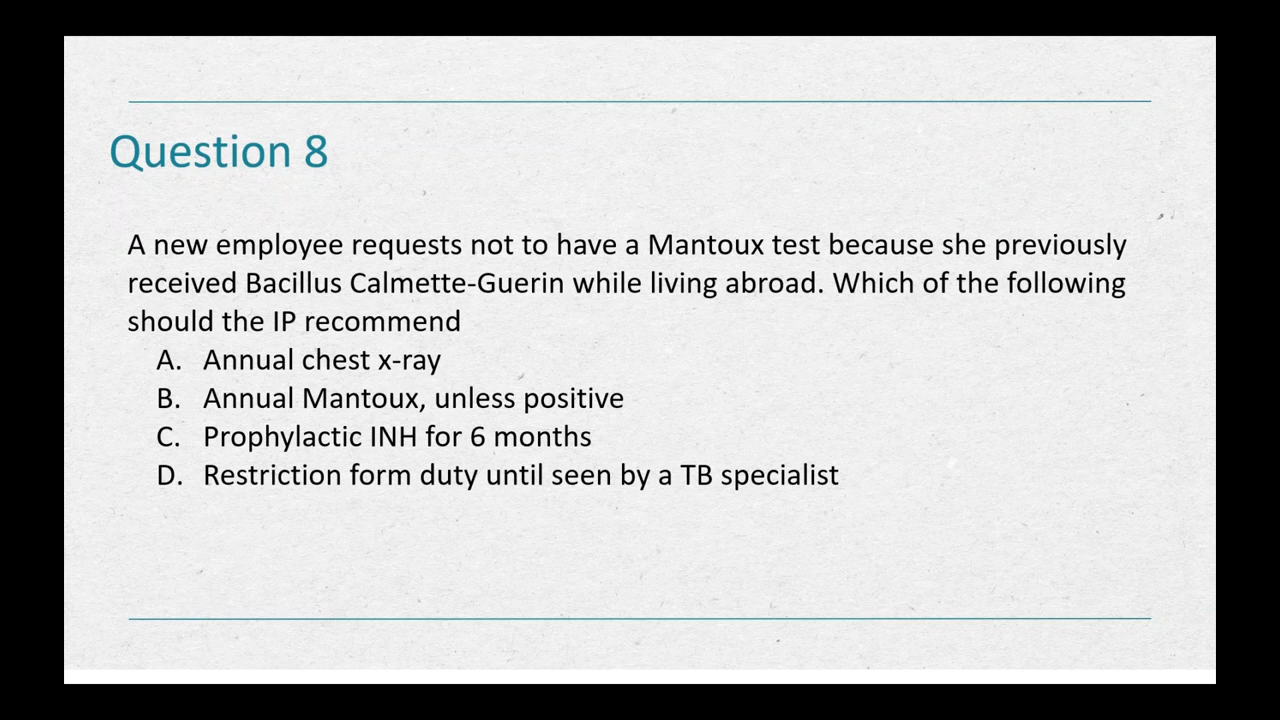 Question 8
A new employee requests not to have a Mantoux test because she previously
received Bacillus Calmette-Guerin while living abroad. Which of the following
should the IP recommend
A. Annual chest x-ray
B. Annual Mantoux, unless positive
C. Prophylactic INH for 6 months
D. Restriction form duty until seen by a TB specialist